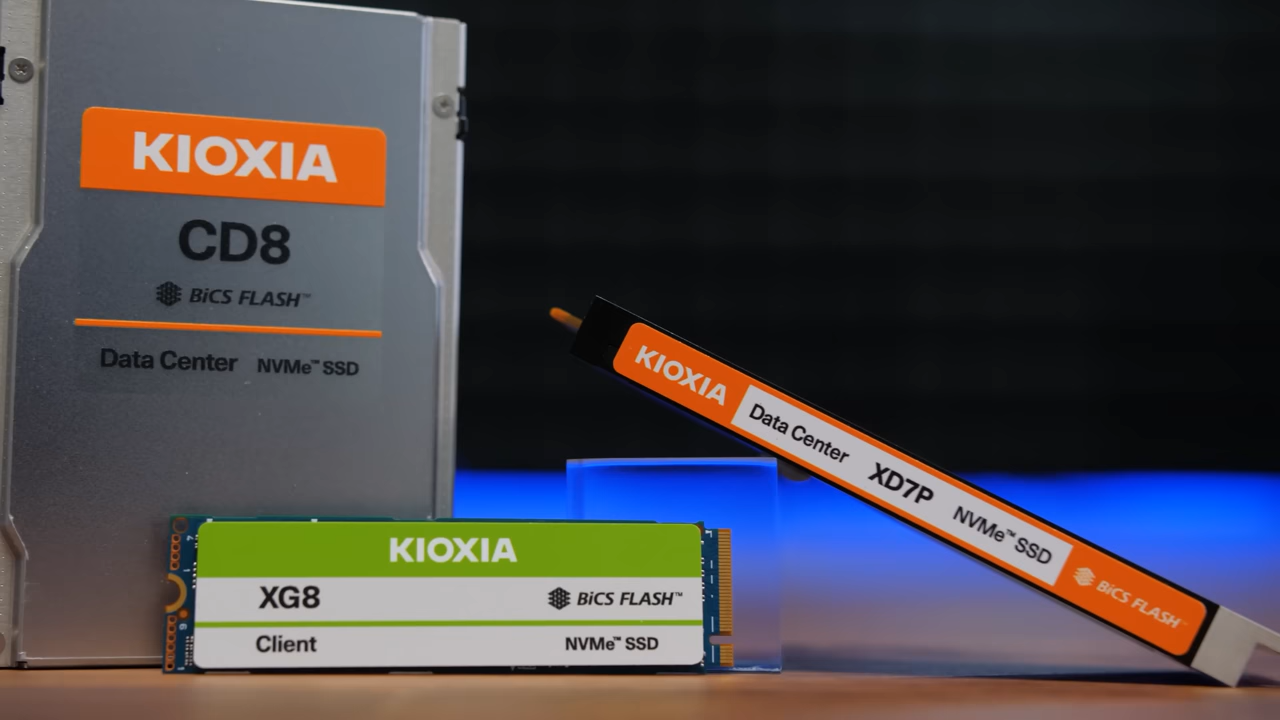 KIOXIA
CD8
BiCS FLASH™
Data Center NVMe™ SSD
KIOXIA
XG8
BiCS FLASH™
Client
NVMe™ SSD
KIOXIA
Data Center XD7P NVMe™ SSD
BiCS FLASH™